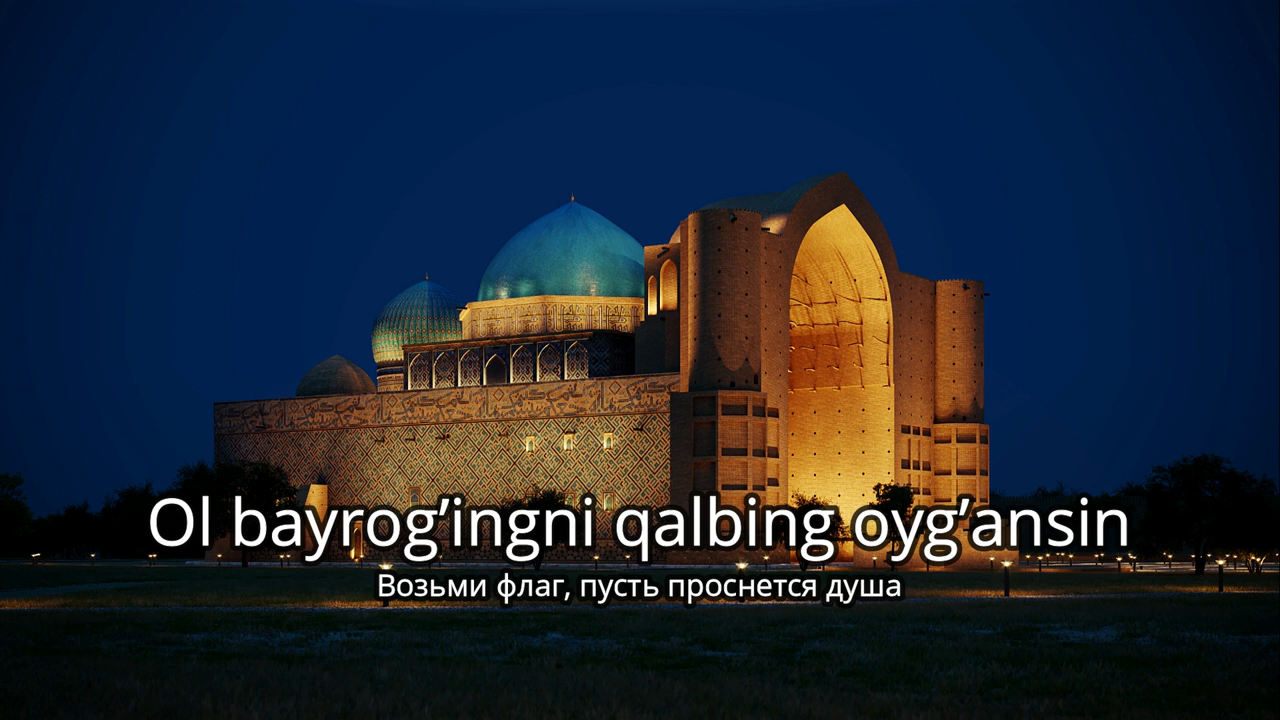 Ol bayrog’ingni qalbing oyg’ansin
Возьми флаг, пусть проснется душа